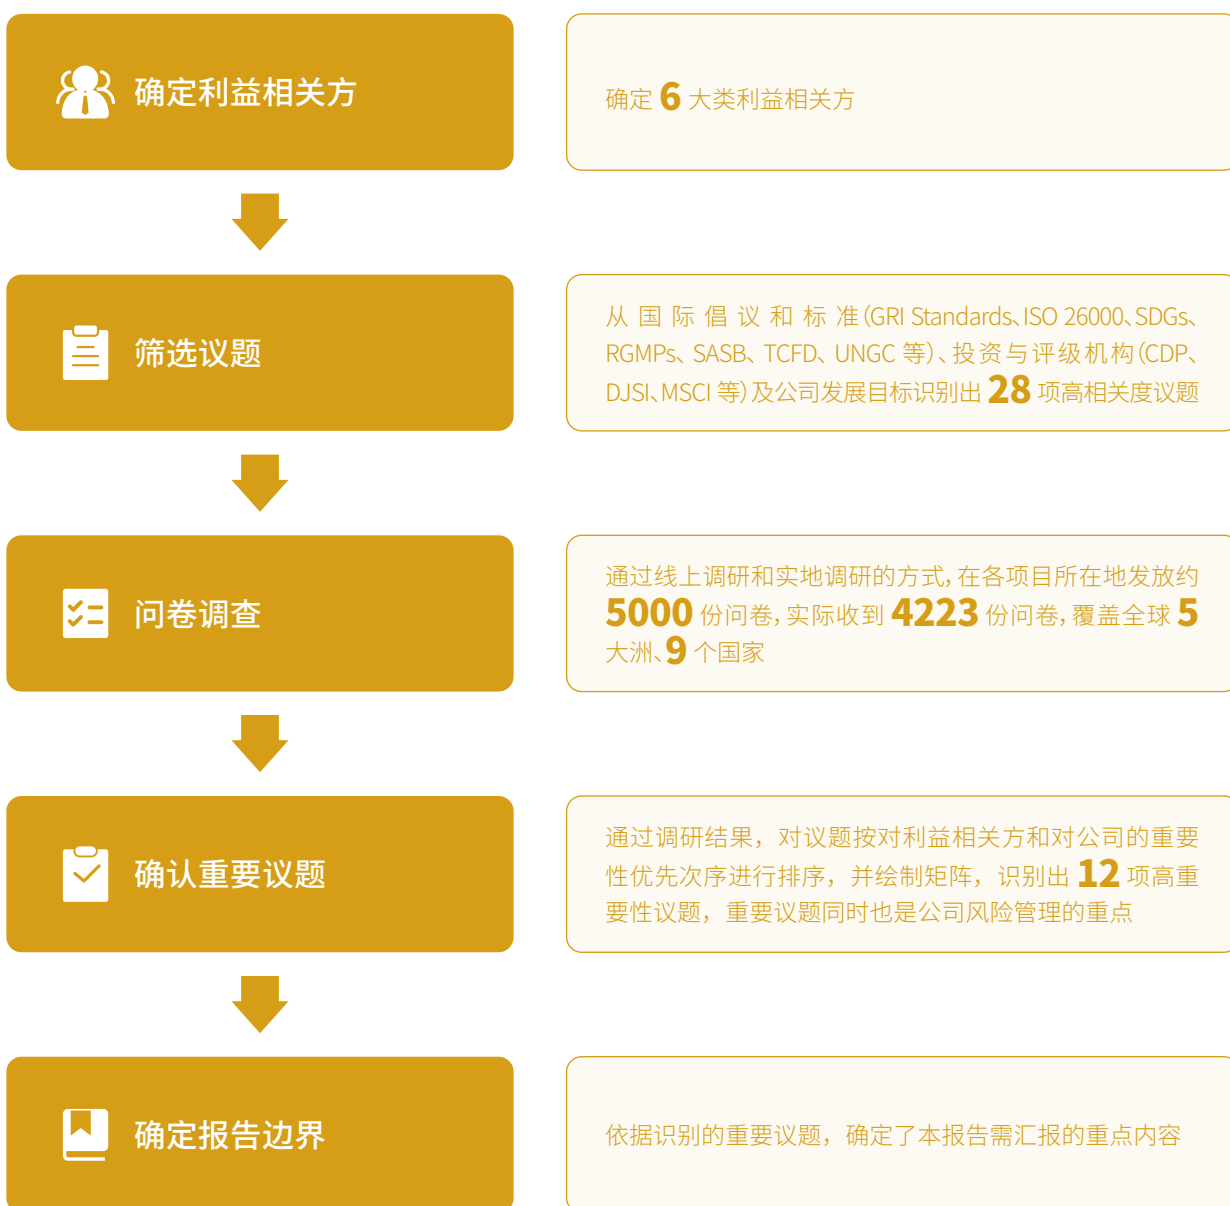 确定利益相关方
确定 6 大类利益相关方
筛选议题
从国际倡议和标准(GRI Standards、ISO 26000、SDGs、
RGMPs、SASB、TCFD、UNGC 等)、投资与评级机构(CDP、
DJSI、MSCI 等)及公司发展目标识别出 28 项高相关度议题
问卷调查
通过线上调研和实地调研的方式,在各项目所在地发放约
5000 份问卷,实际收到 4223 份问卷,覆盖全球 5
大洲、9 个国家
确认重要议题
通过调研结果，对议题按对利益相关方和对公司的重要
性优先次序进行排序，并绘制矩阵，识别出 12 项高重
要性议题，重要议题同时也是公司风险管理的重点
确定报告边界
依据识别的重要议题，确定了本报告需汇报的重点内容